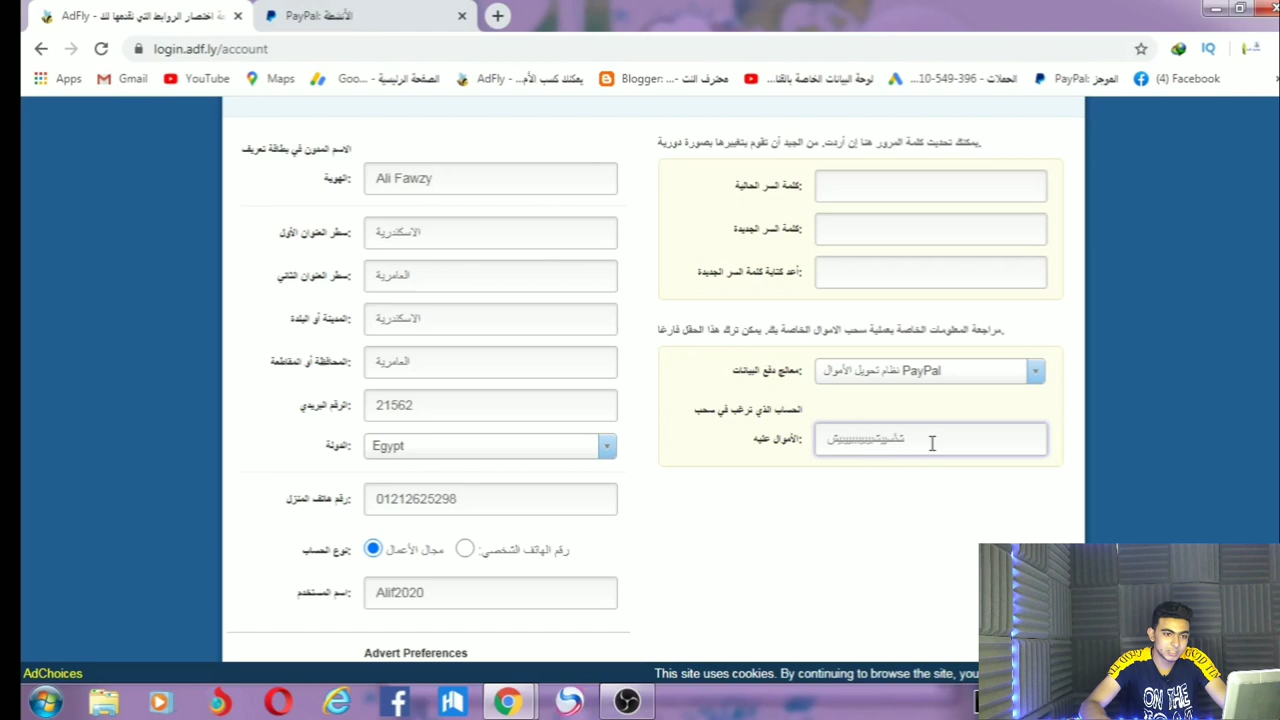 AdFly - ة اختصار الروابط التي نقدمها لك
PayPal: الأنشطة
login.adf.ly/account
IQ
Apps
Gmail
YouTube
Maps
Goo... - الصفحة الرئيسية
AdFly - يمكنك كسب الأم...
Blogger: محترف النت -...
لوحة البيانات الخاصة بالقنا...
الحملات - 396-549-10...
PayPal: الموجز
(4) Facebook
الاسم المدون في بطاقة تعريف
الهوية:
Ali Fawzy
سطر العنوان الأول:
الاسكندرية
سطر العنوان الثاني:
العامرية
المدينة أو البلدة:
الاسكندرية
المحافظة أو المقاطعة:
العامرية
الرقم البريدي:
21562
الدولة:
Egypt
رقم هاتف المنزل:
01212625298
نوع الحساب:
مجال الأعمال
رقم الهاتف الشخصي:
اسم المستخدم:
Alif2020
Advert Preferences
يمكنك تحديث كلمة المرور هنا إن أردت. من الجيد أن تقوم بتغييرها بصورة دورية.
كلمة السر الحالية:
كلمة السر الجديدة:
أعد كتابة كلمة السر الجديدة:
مراجعة المعلومات الخاصة بعملية سحب الاموال الخاصة بك. يمكن ترك هذا الحقل فارغا.
معالج دفع البيانات:
PayPal نظام تحويل الأموال
الحساب الذي ترغب في سحب
الأموال عليه:
AdChoices
This site uses cookies. By continuing to browse the site, you
ON THE